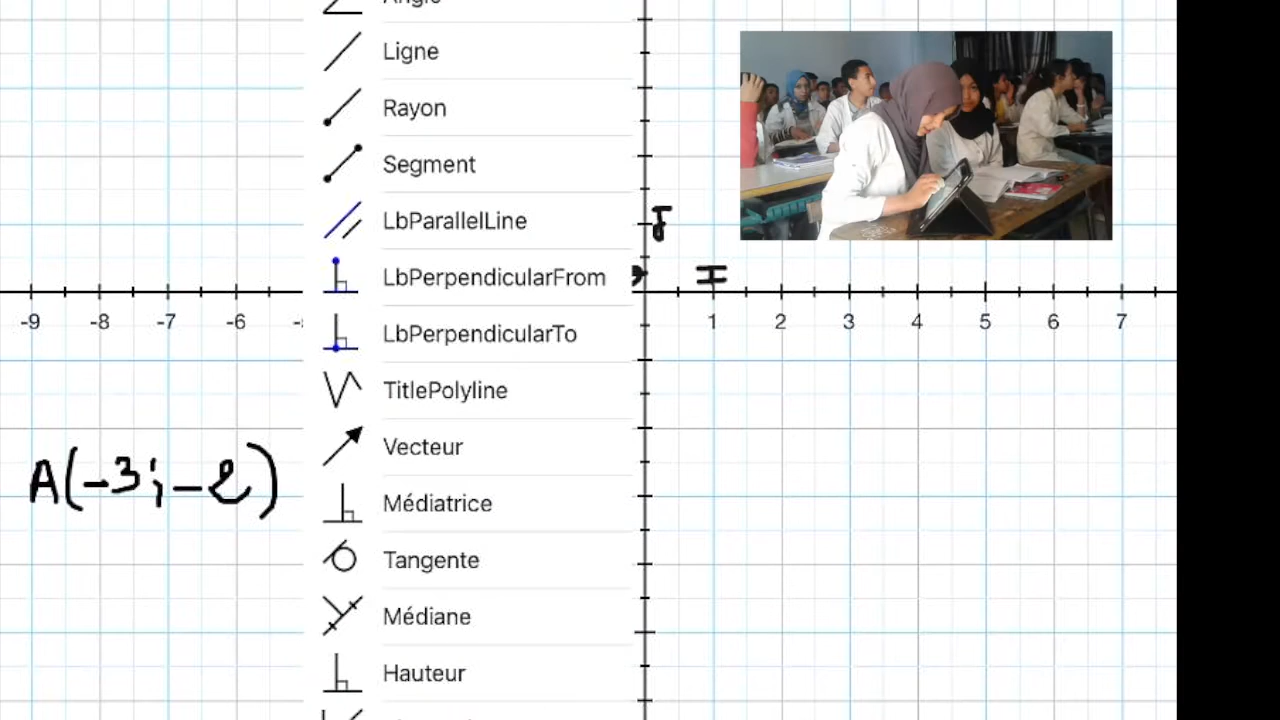 Angle
Ligne
Rayon
Segment
LbParallelLine
J
LbPerpendicularFrom
I
-9 -8 -7 -6 1 2 3 4 5 6 7
LbPerpendicularTo
TitlePolyline
Vecteur
A(-3;-2)
Médiatrice
Tangente
Médiane
Hauteur